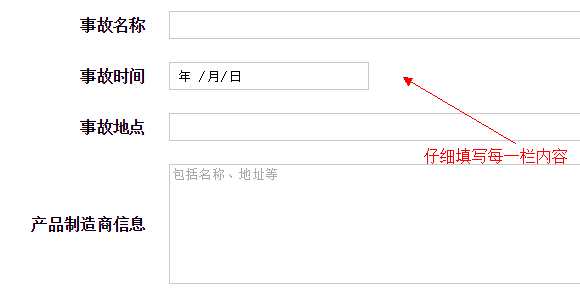 事故名称
事故时间 年 /月/日
事故地点
仔细填写每一栏内容
包括名称、地址等
产品制造商信息